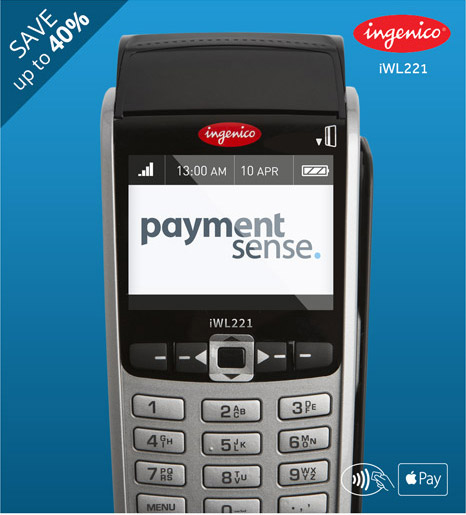 SAVE
up to 40%
ingenico®
iWL221
ingenico
13:00 AM 10 APR
payment
sense.
iWL221
1 2ABC 3DEF
4GHI 5JKL 6MNO
7PQRS 8TUV 9WXYZ
MENU 0 .,'
Pay